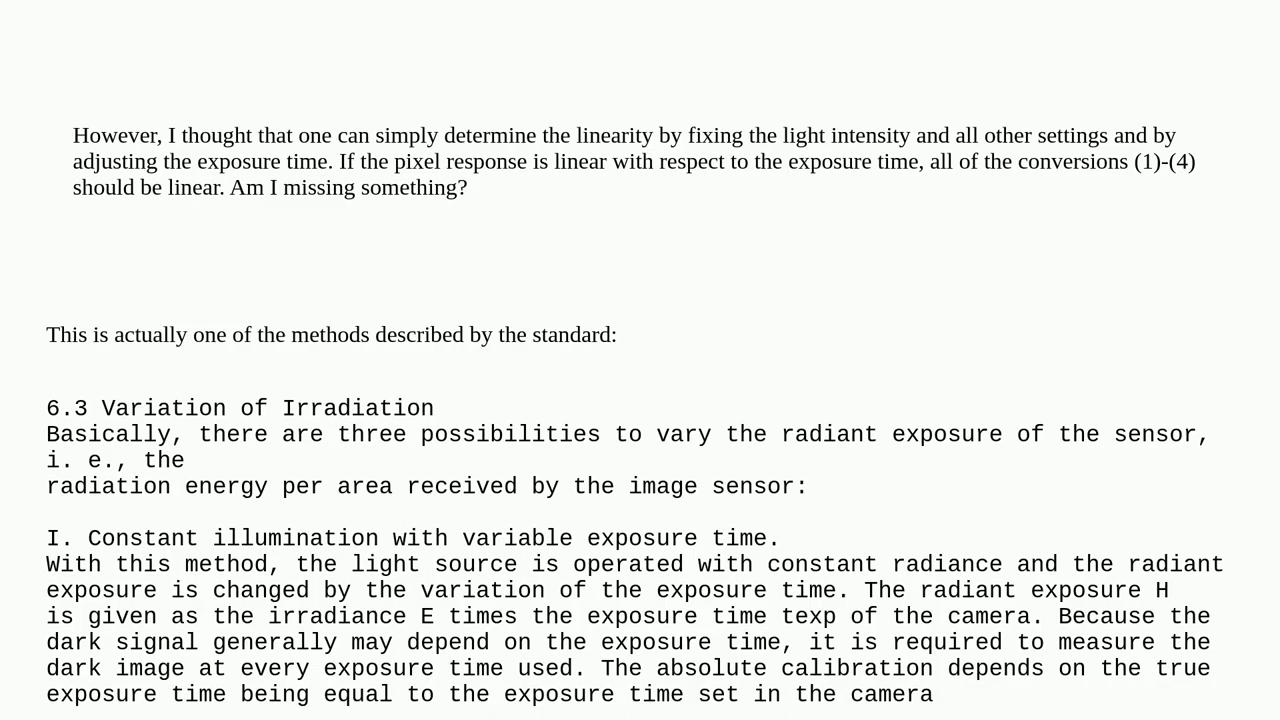 However, I thought that one can simply determine the linearity by fixing the light intensity and all other settings and by
adjusting the exposure time. If the pixel response is linear with respect to the exposure time, all of the conversions (1)-(4)
should be linear. Am I missing something?
This is actually one of the methods described by the standard:
6.3 Variation of Irradiation
Basically, there are three possibilities to vary the radiant exposure of the sensor,
i. e., the
radiation energy per area received by the image sensor:
I. Constant illumination with variable exposure time.
With this method, the light source is operated with constant radiance and the radiant
exposure is changed by the variation of the exposure time. The radiant exposure H
is given as the irradiance E times the exposure time texp of the camera. Because the
dark signal generally may depend on the exposure time, it is required to measure the
dark image at every exposure time used. The absolute calibration depends on the true
exposure time being equal to the exposure time set in the camera